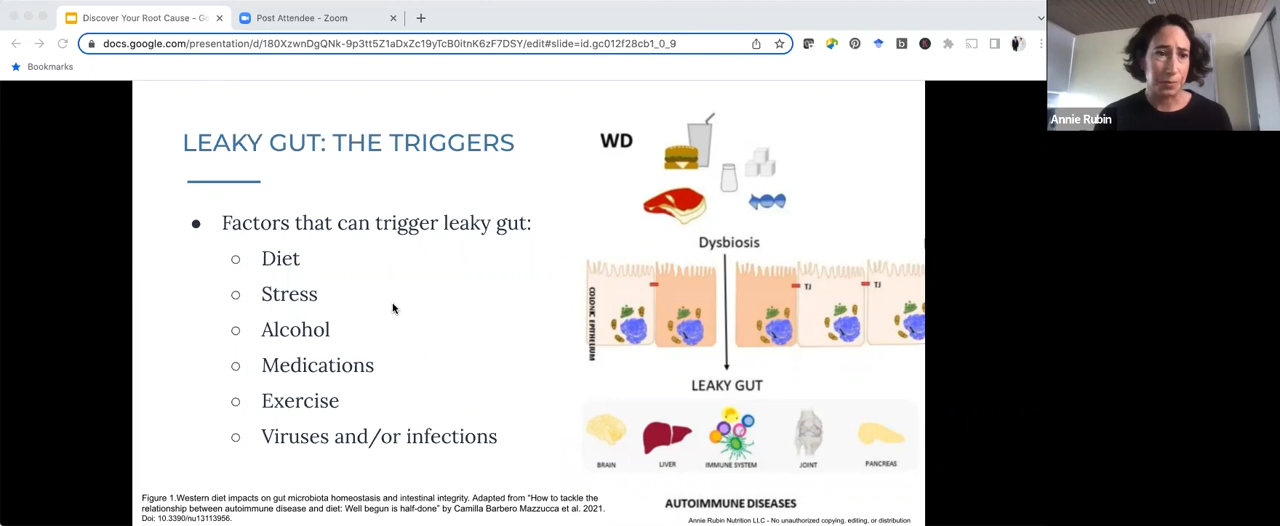 Discover Your Root Cause - Go
Post Attendee - Zoom
docs.google.com/presentation/d/180XzwnDgQNk-9p3tt5Z1aDxZc19yTcB0itnK6zF7DSY/edit#slide=id.gc012f28cb1_0_9
Bookmarks
Annie Rubin
LEAKY GUT: THE TRIGGERS
● Factors that can trigger leaky gut:
○ Diet
○ Stress
○ Alcohol
○ Medications
○ Exercise
○ Viruses and/or infections
WD
Dysbiosis
COLONIC EPITHELIUM
TJ
TJ
LEAKY GUT
BRAIN
LIVER
IMMUNE SYSTEM
JOINT
PANCREAS
AUTOIMMUNE DISEASES
Figure 1.Western diet impacts on gut microbiota homeostasis and intestinal integrity. Adapted from "How to tackle the
relationship between autoimmune disease and diet: Well begun is half-done" by Camilla Barbero Mazzucca et al. 2021.
Doi: 10.3390/nu13113956.
Annie Rubin Nutrition LLC - No unauthorized copying, editing, or distribution